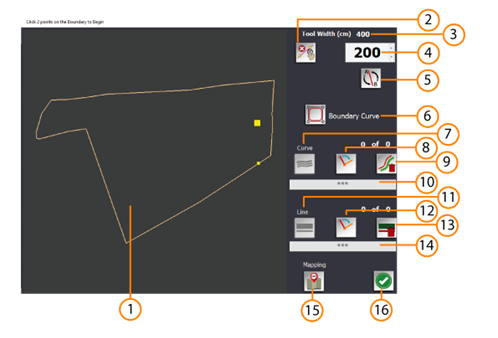 Click 2 points on the Boundary to Begin
2
Tool Width (cm) 400
3
200
4
5
Boundary Curve
6
7
Curve
0 of 0
8
9
10
11
Line
0 of 0
12
13
14
Mapping
1
15
16